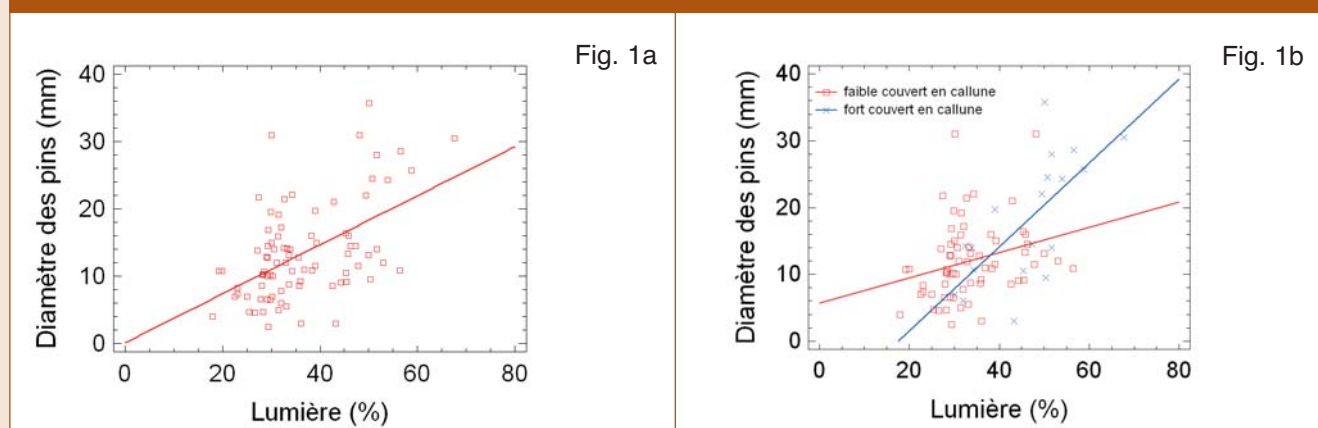 Fig. 1a
Diamètre des pins (mm)
40
30
20
10
0
0 20 40 60 80
Lumière (%)
Fig. 1b
Diamètre des pins (mm)
40
30
20
10
0
faible couvert en callune
fort couvert en callune
0 20 40 60 80
Lumière (%)